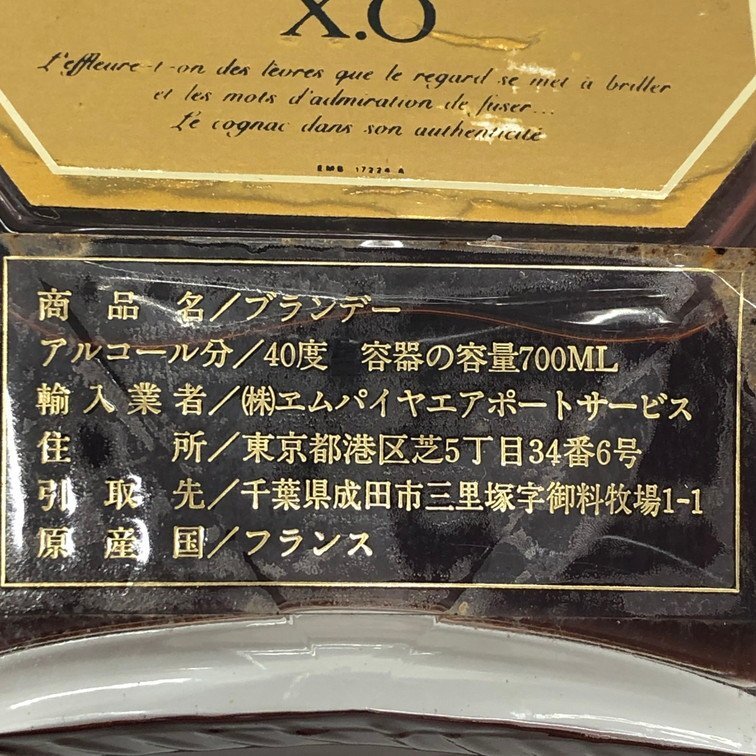 X.O
L'effleure-t-on des lèvres que le regard se met à briller
et les mots d'admiration de fuser...
Le cognac dans son authenticité
EMB 17224 A
商品名/ブランデー
アルコール分/40度 容器の容量700ML
輸入業者/㈱ヱムパイヤエアポートサービス
住所/東京都港区芝5丁目34番6号
引取先/千葉県成田市三里塚字御料牧場1-1
原産国/フランス